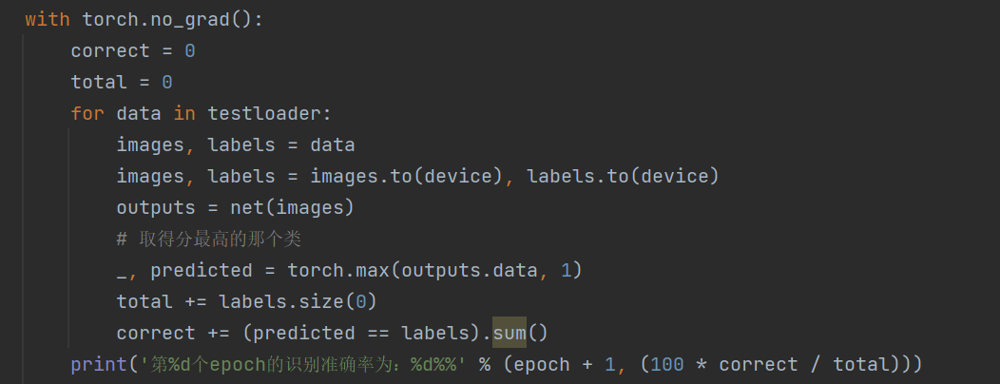 with torch.no_grad():
    correct = 0
    total = 0
    for data in testloader:
        images, labels = data
        images, labels = images.to(device), labels.to(device)
        outputs = net(images)
        # 取得分最高的那个类
        _, predicted = torch.max(outputs.data, 1)
        total += labels.size(0)
        correct += (predicted == labels).sum()
    print('第%d个epoch的识别准确率为：%d%%' % (epoch + 1, (100 * correct / total)))